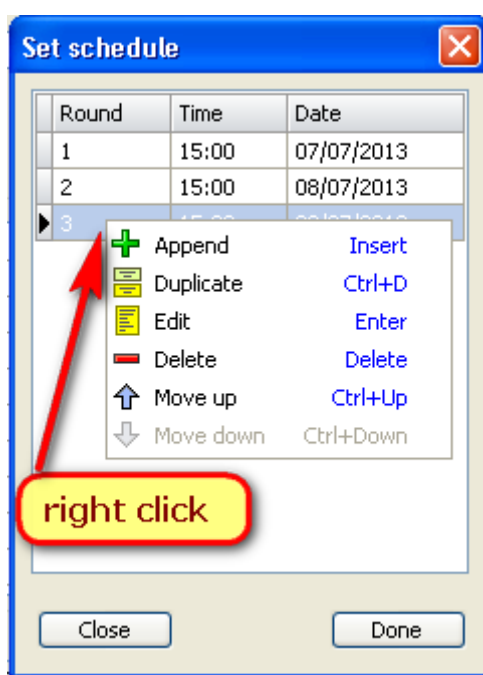 Set schedule
Round Time Date
1 15:00 07/07/2013
2 15:00 08/07/2013
3
Append Insert
Duplicate Ctrl+D
Edit Enter
Delete Delete
Move up Ctrl+Up
Move down Ctrl+Down
right click
Close Done